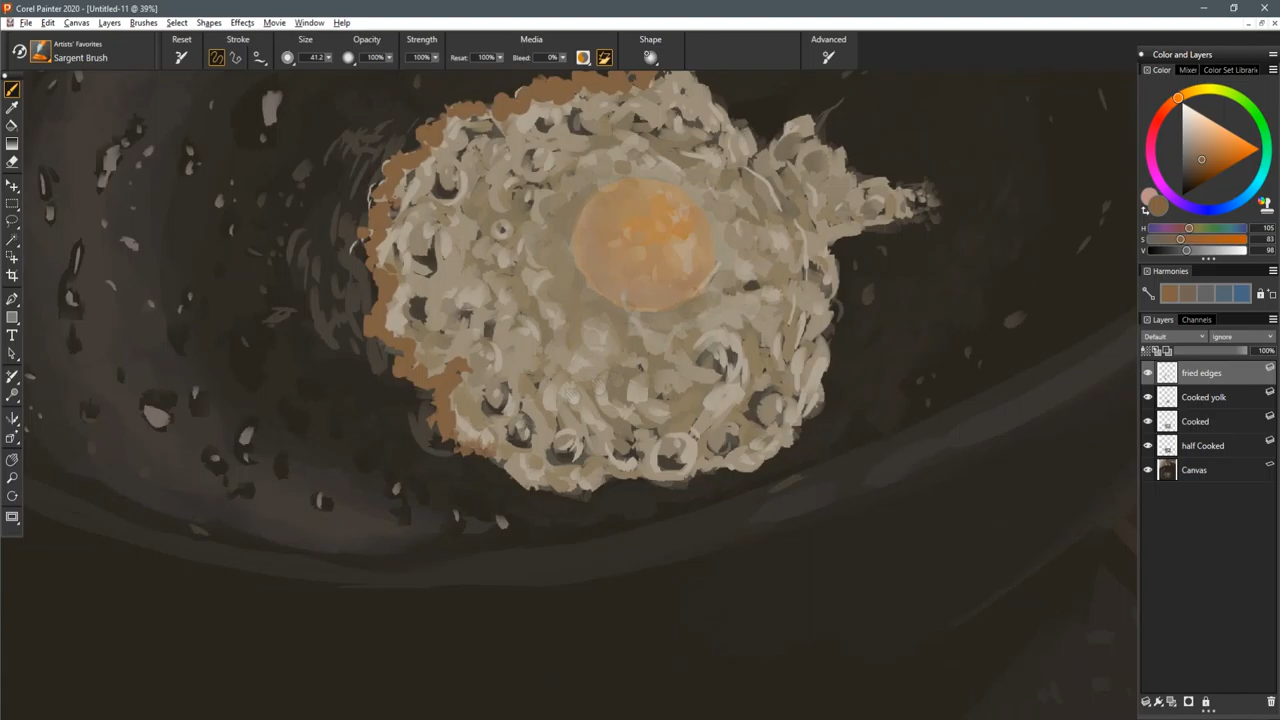 Corel Painter 2020 - [Untitled-11 @ 39%]
File Edit Canvas Layers Brushes Select Shapes Effects Movie Window Help
Artists' Favorites
Sargent Brush
Reset Stroke Size Opacity Strength Media Shape Advanced
41.2 100% 100% Reset: 100% Bleed: 0%
Color and Layers
Color Mixer Color Set Librari
H 105
S 83
V 98
Harmonies
Layers Channels
Default Ignore
100%
fried edges
Cooked yolk
Cooked
half Cooked
Canvas
T